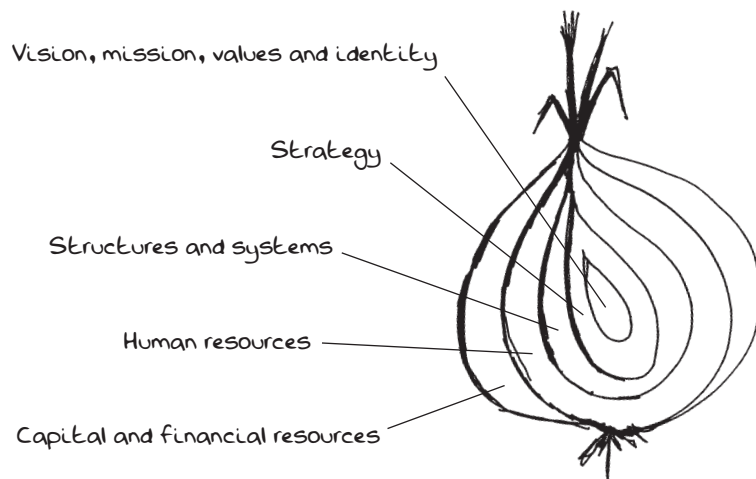 Vision, mission, values and identity
Strategy
Structures and systems
Human resources
Capital and financial resources